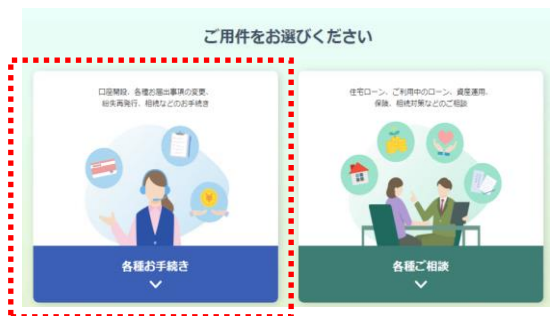 ご用件をお選びください
口座開設、各種お届出事項の変更、
紛失再発行、相続などのお手続き
各種お手続き
住宅ローン、ご利用中のローン、資産運用、
保険、相続対策などのご相談
各種ご相談